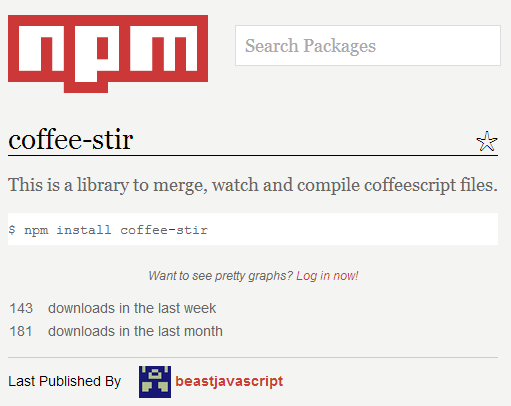 npm
Search Packages
coffee-stir
This is a library to merge, watch and compile coffeescript files.
$ npm install coffee-stir
Want to see pretty graphs? Log in now!
143 downloads in the last week
181 downloads in the last month
Last Published By beastjavascript